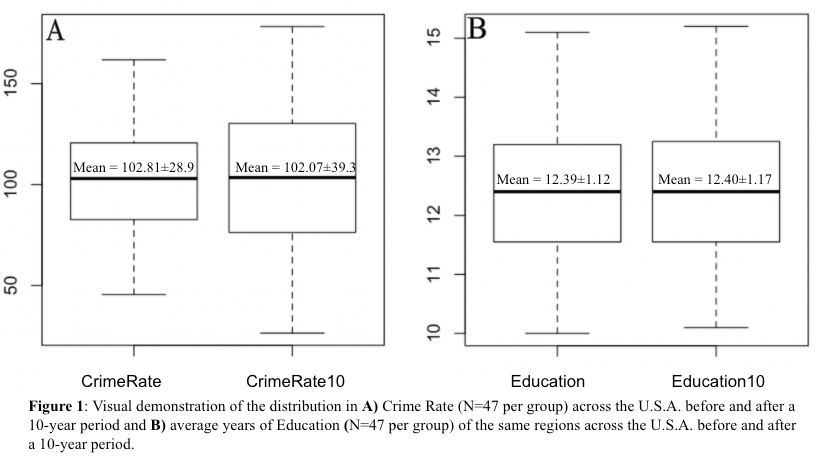 A
150
100
50
Mean = 102.81±28.9
Mean = 102.07±39.3
CrimeRate
CrimeRate10
B
15
14
13
12
11
10
Mean = 12.39±1.12
Mean = 12.40±1.17
Education
Education10
Figure 1: Visual demonstration of the distribution in A) Crime Rate (N=47 per group) across the U.S.A. before and after a
10-year period and B) average years of Education (N=47 per group) of the same regions across the U.S.A. before and after
a 10-year period.